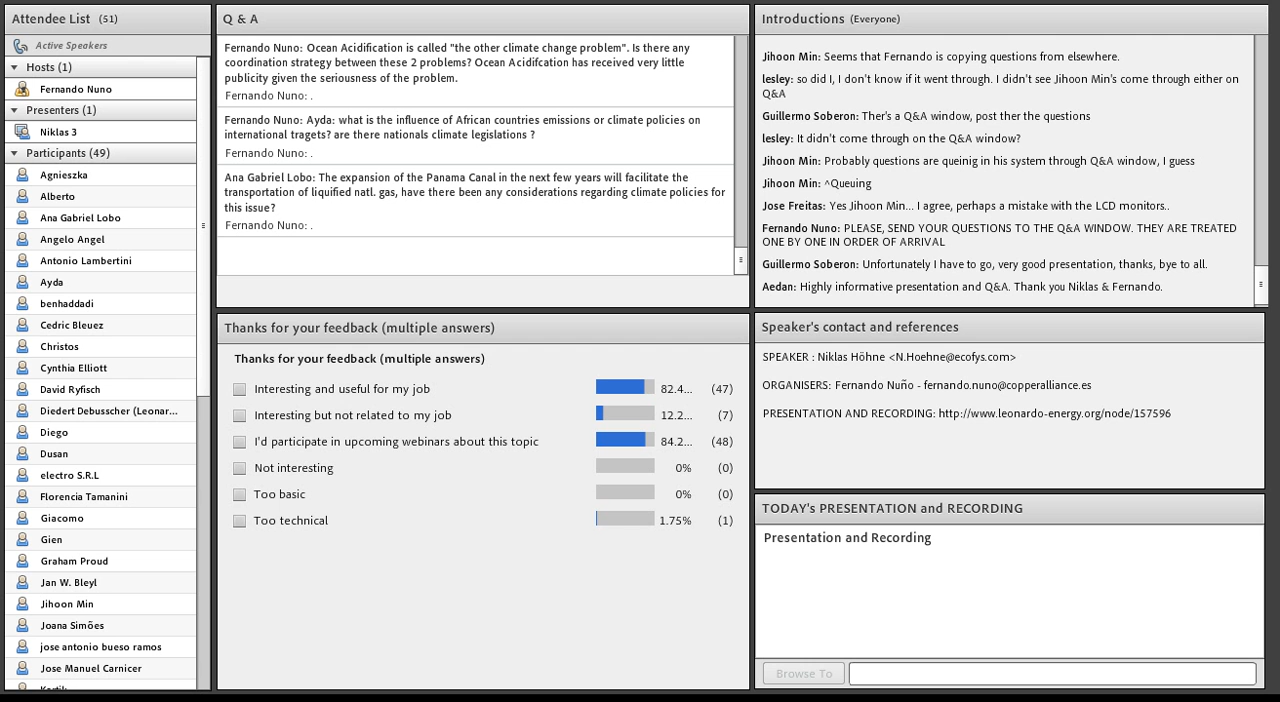 Attendee List (51)
Active Speakers
Hosts (1)
Fernando Nuno
Presenters (1)
Niklas 3
Participants (49)
Agnieszka
Alberto
Ana Gabriel Lobo
Angelo Angel
Antonio Lambertini
Ayda
benhaddadi
Cedric Bleuez
Christos
Cynthia Elliott
David Ryfisch
Diedert Debusscher (Leonar...
Diego
Dusan
electro S.R.L
Florencia Tamanini
Giacomo
Gien
Graham Proud
Jan W. Bleyl
Jihoon Min
Joana Simões
jose antonio bueso ramos
Jose Manuel Carnicer
Q & A
Fernando Nuno: Ocean Acidification is called "the other climate change problem". Is there any
coordination strategy between these 2 problems? Ocean Acidifcation has received very little
publicity given the seriousness of the problem.
Fernando Nuno: .
Fernando Nuno: Ayda: what is the influence of African countries emissions or climate policies on
international tragets? are there nationals climate legislations ?
Fernando Nuno: .
Ana Gabriel Lobo: The expansion of the Panama Canal in the next few years will facilitate the
transportation of liquified natl. gas, have there been any considerations regarding climate policies for
this issue?
Fernando Nuno: .
Thanks for your feedback (multiple answers)
Thanks for your feedback (multiple answers)
Interesting and useful for my job 82.4... (47)
Interesting but not related to my job 12.2... (7)
I'd participate in upcoming webinars about this topic 84.2... (48)
Not interesting 0% (0)
Too basic 0% (0)
Too technical 1.75% (1)
Introductions (Everyone)
Jihoon Min: Seems that Fernando is copying questions from elsewhere.
lesley: so did I, I don't know if it went through. I didn't see Jihoon Min's come through either on
Q&A
Guillermo Soberon: Ther's a Q&A window, post ther the questions
lesley: It didn't come through on the Q&A window?
Jihoon Min: Probably questions are queinig in his system through Q&A window, I guess
Jihoon Min: ^Queuing
Jose Freitas: Yes Jihoon Min... I agree, perhaps a mistake with the LCD monitors..
Fernando Nuno: PLEASE, SEND YOUR QUESTIONS TO THE Q&A WINDOW. THEY ARE TREATED
ONE BY ONE IN ORDER OF ARRIVAL
Guillermo Soberon: Unfortunately I have to go, very good presentation, thanks, bye to all.
Aedan: Highly informative presentation and Q&A. Thank you Niklas & Fernando.
Speaker's contact and references
SPEAKER : Niklas Höhne <N.Hoehne@ecofys.com>
ORGANISERS: Fernando Nuño - fernando.nuno@copperalliance.es
PRESENTATION AND RECORDING: http://www.leonardo-energy.org/node/157596
TODAY's PRESENTATION and RECORDING
Presentation and Recording
Browse To